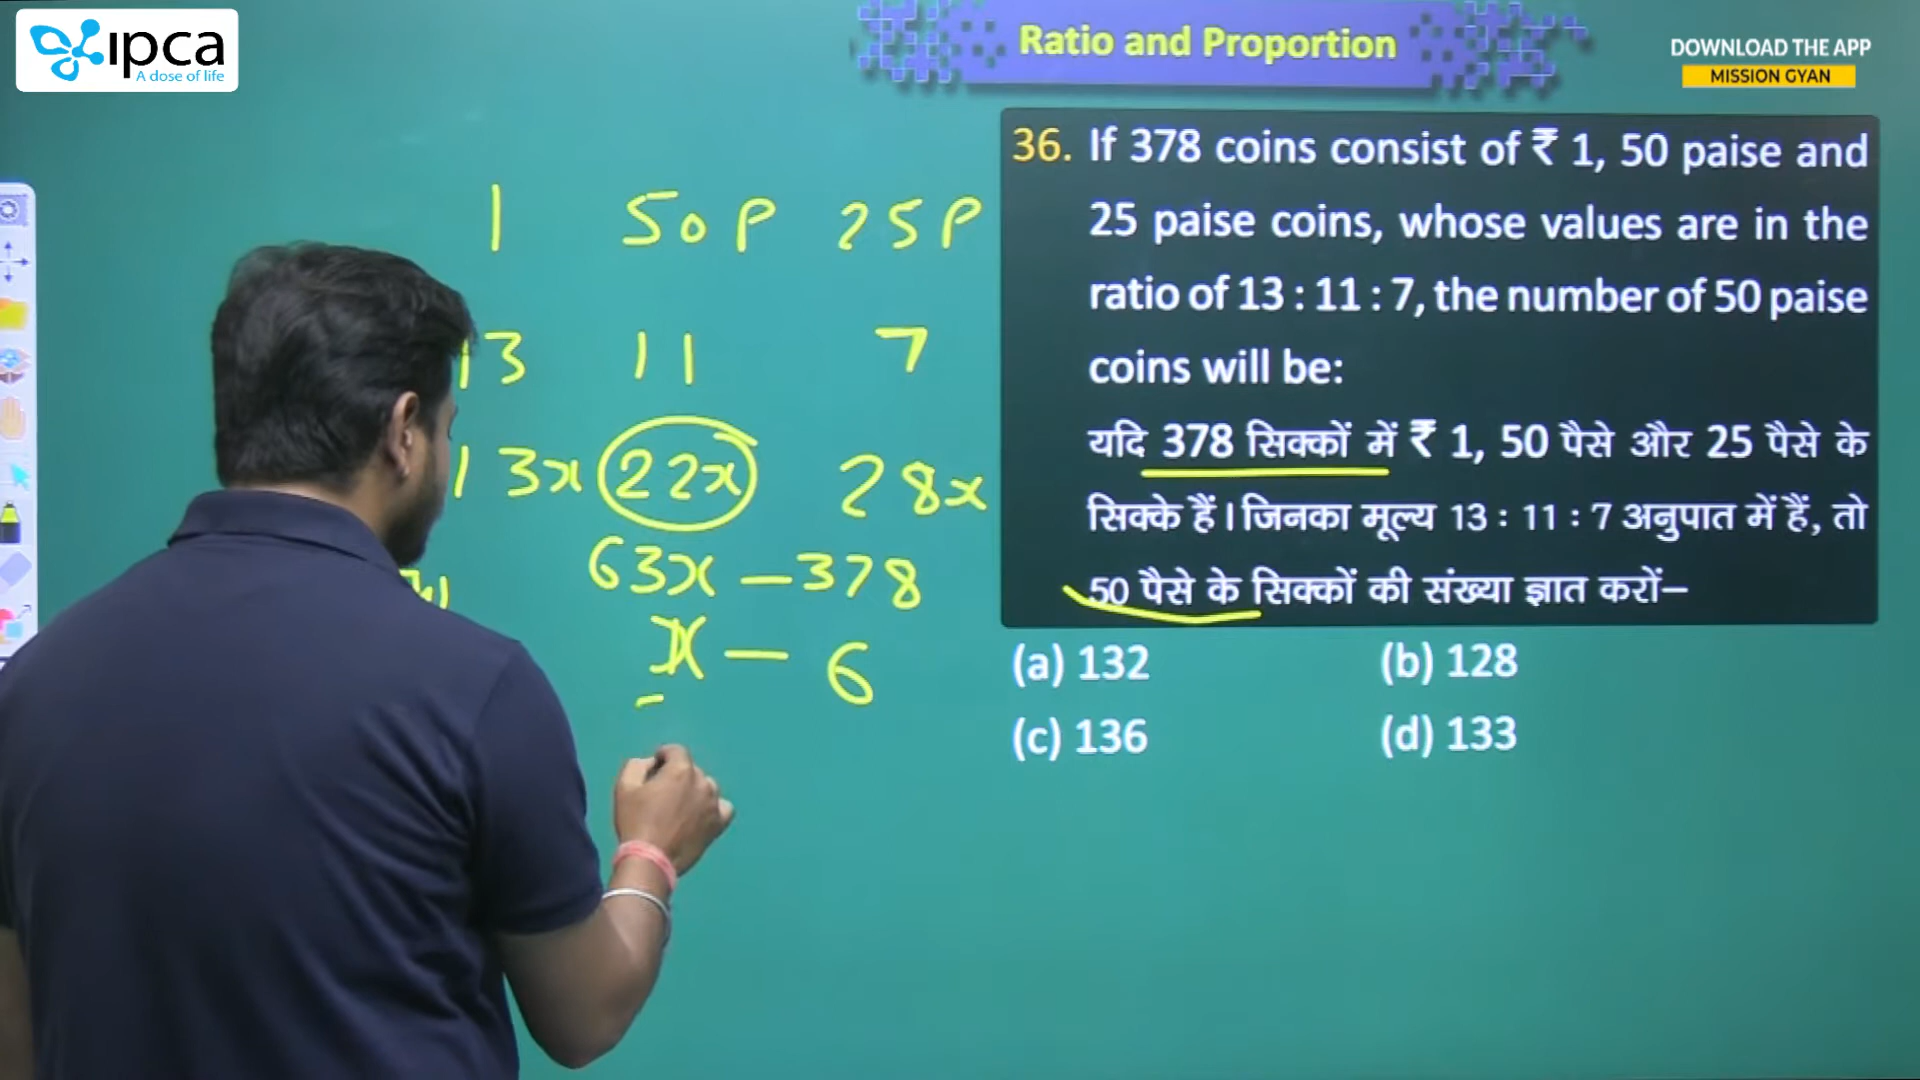 ipca
A dose of life
Ratio and Proportion
DOWNLOAD THE APP
MISSION GYAN
36. If 378 coins consist of ₹ 1, 50 paise and
25 paise coins, whose values are in the
ratio of 13 : 11 : 7, the number of 50 paise
coins will be:
यदि 378 सिक्कों में ₹ 1, 50 पैसे और 25 पैसे के
सिक्के हैं। जिनका मूल्य 13 : 11 : 7 अनुपात में हैं, तो
50 पैसे के सिक्कों की संख्या ज्ञात करों–
(a) 132 (b) 128
(c) 136 (d) 133
1 50P 25P
13 11 7
13x 22x 28x
63x – 378
x – 6